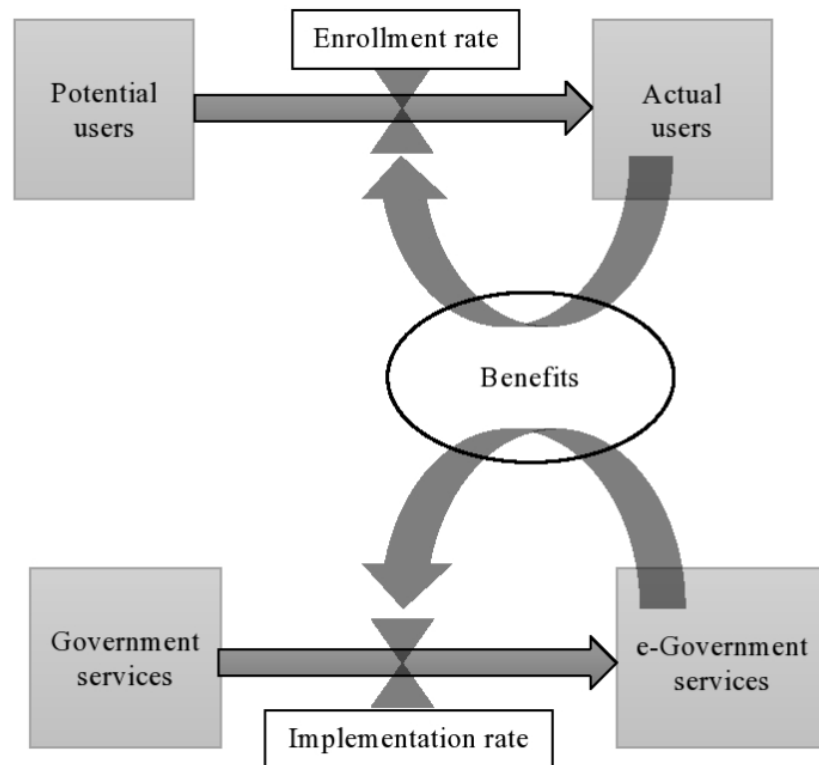 Enrollment rate
Potential
users
Actual
users
Benefits
Government
services
e-Government
services
Implementation rate